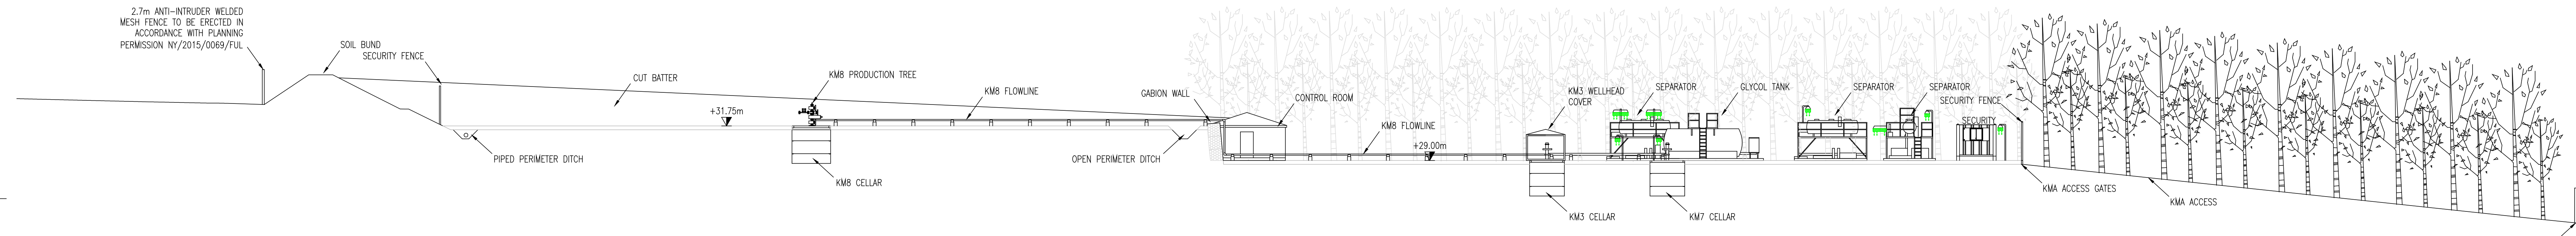 2.7m ANTI-INTRUDER WELDED
MESH FENCE TO BE ERECTED IN
ACCORDANCE WITH PLANNING
PERMISSION NY/2015/0069/FUL
SOIL BUND
SECURITY FENCE
CUT BATTER
PIPED PERIMETER DITCH
+31.75m
KM8 PRODUCTION TREE
KM8 CELLAR
KM8 FLOWLINE
OPEN PERIMETER DITCH
GABION WALL
CONTROL ROOM
KM8 FLOWLINE
+29.00m
KM3 WELLHEAD
COVER
KM3 CELLAR
SEPARATOR
KM7 CELLAR
GLYCOL TANK
SEPARATOR
SEPARATOR
SECURITY FENCE
SECURITY
KMA ACCESS GATES
KMA ACCESS